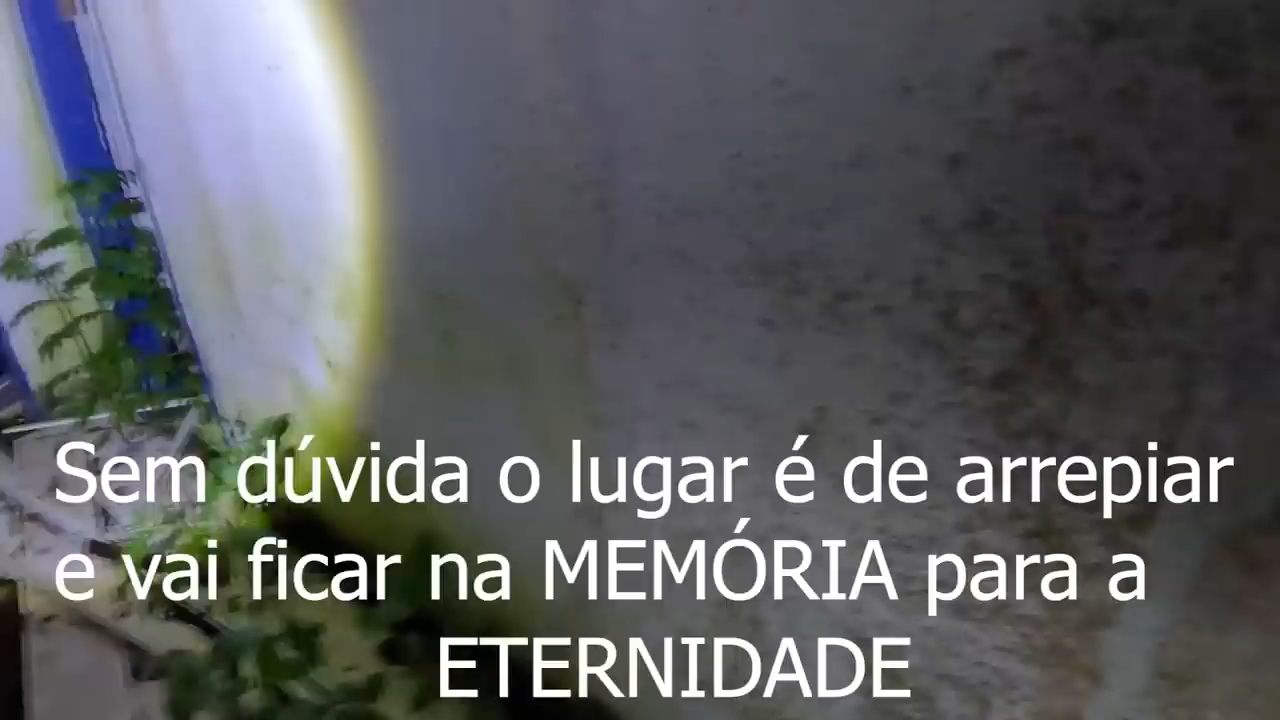 Sem dúvida o lugar é de arrepiar
e vai ficar na MEMÓRIA para a
ETERNIDADE